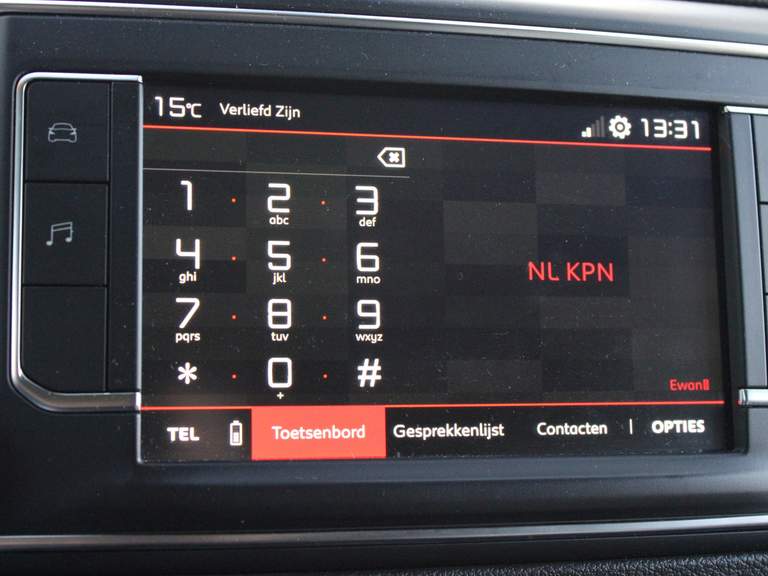 15°C Verliefd Zijn 13:31
1 2 3
abc def
4 5 6
ghi jkl mno
NL KPN
7 8 9
pqrs tuv wxyz
* 0 #
+
Ewan
TEL Toetsenbord Gesprekkenlijst Contacten | OPTIES